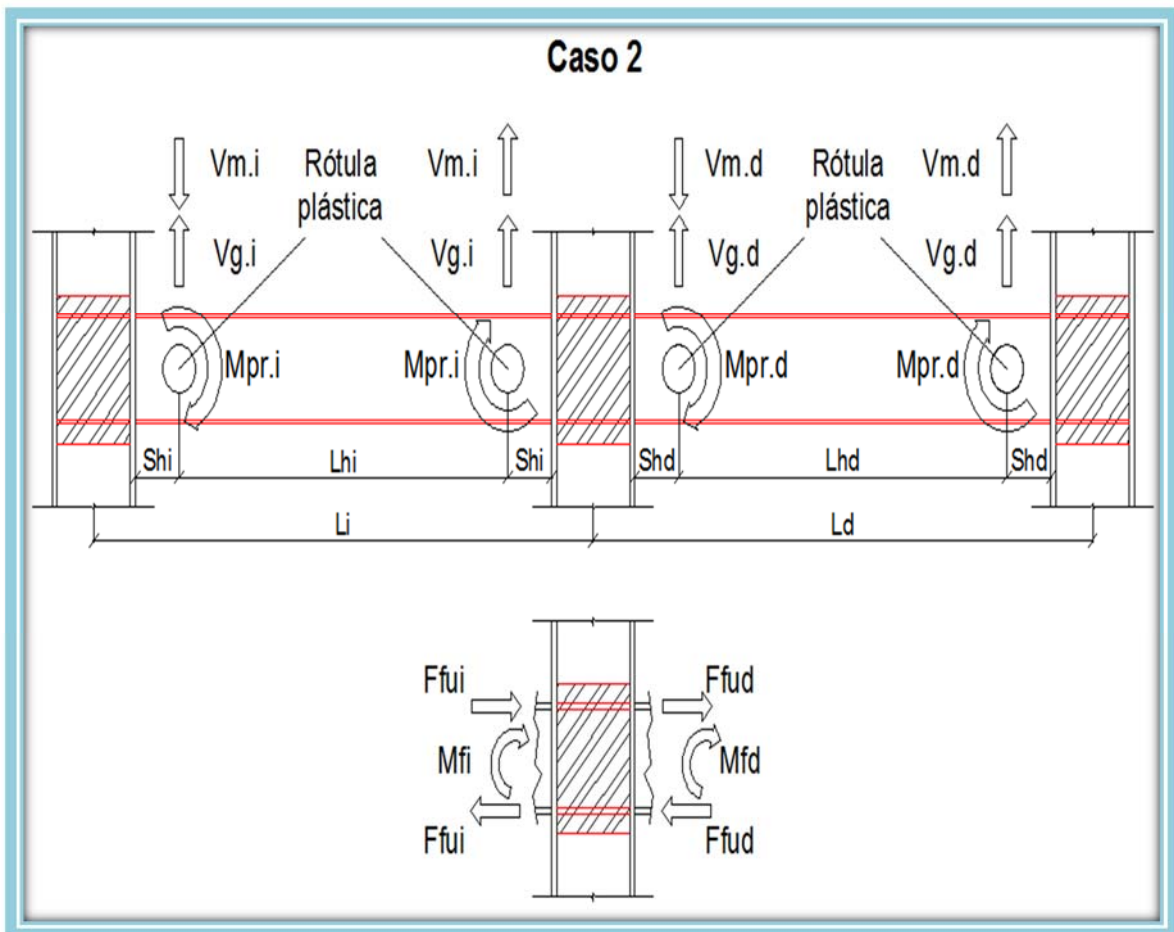 Caso 2
Vm.i Rótula plástica Vm.i Vm.d Rótula plástica Vm.d
Vg.i Vg.i Vg.d Vg.d
Mpr.i Mpr.i Mpr.d Mpr.d
Shi Lhi Shi Shd Lhd Shd
Li Ld
Ffui Ffud
Mfi Mfd
Ffui Ffud